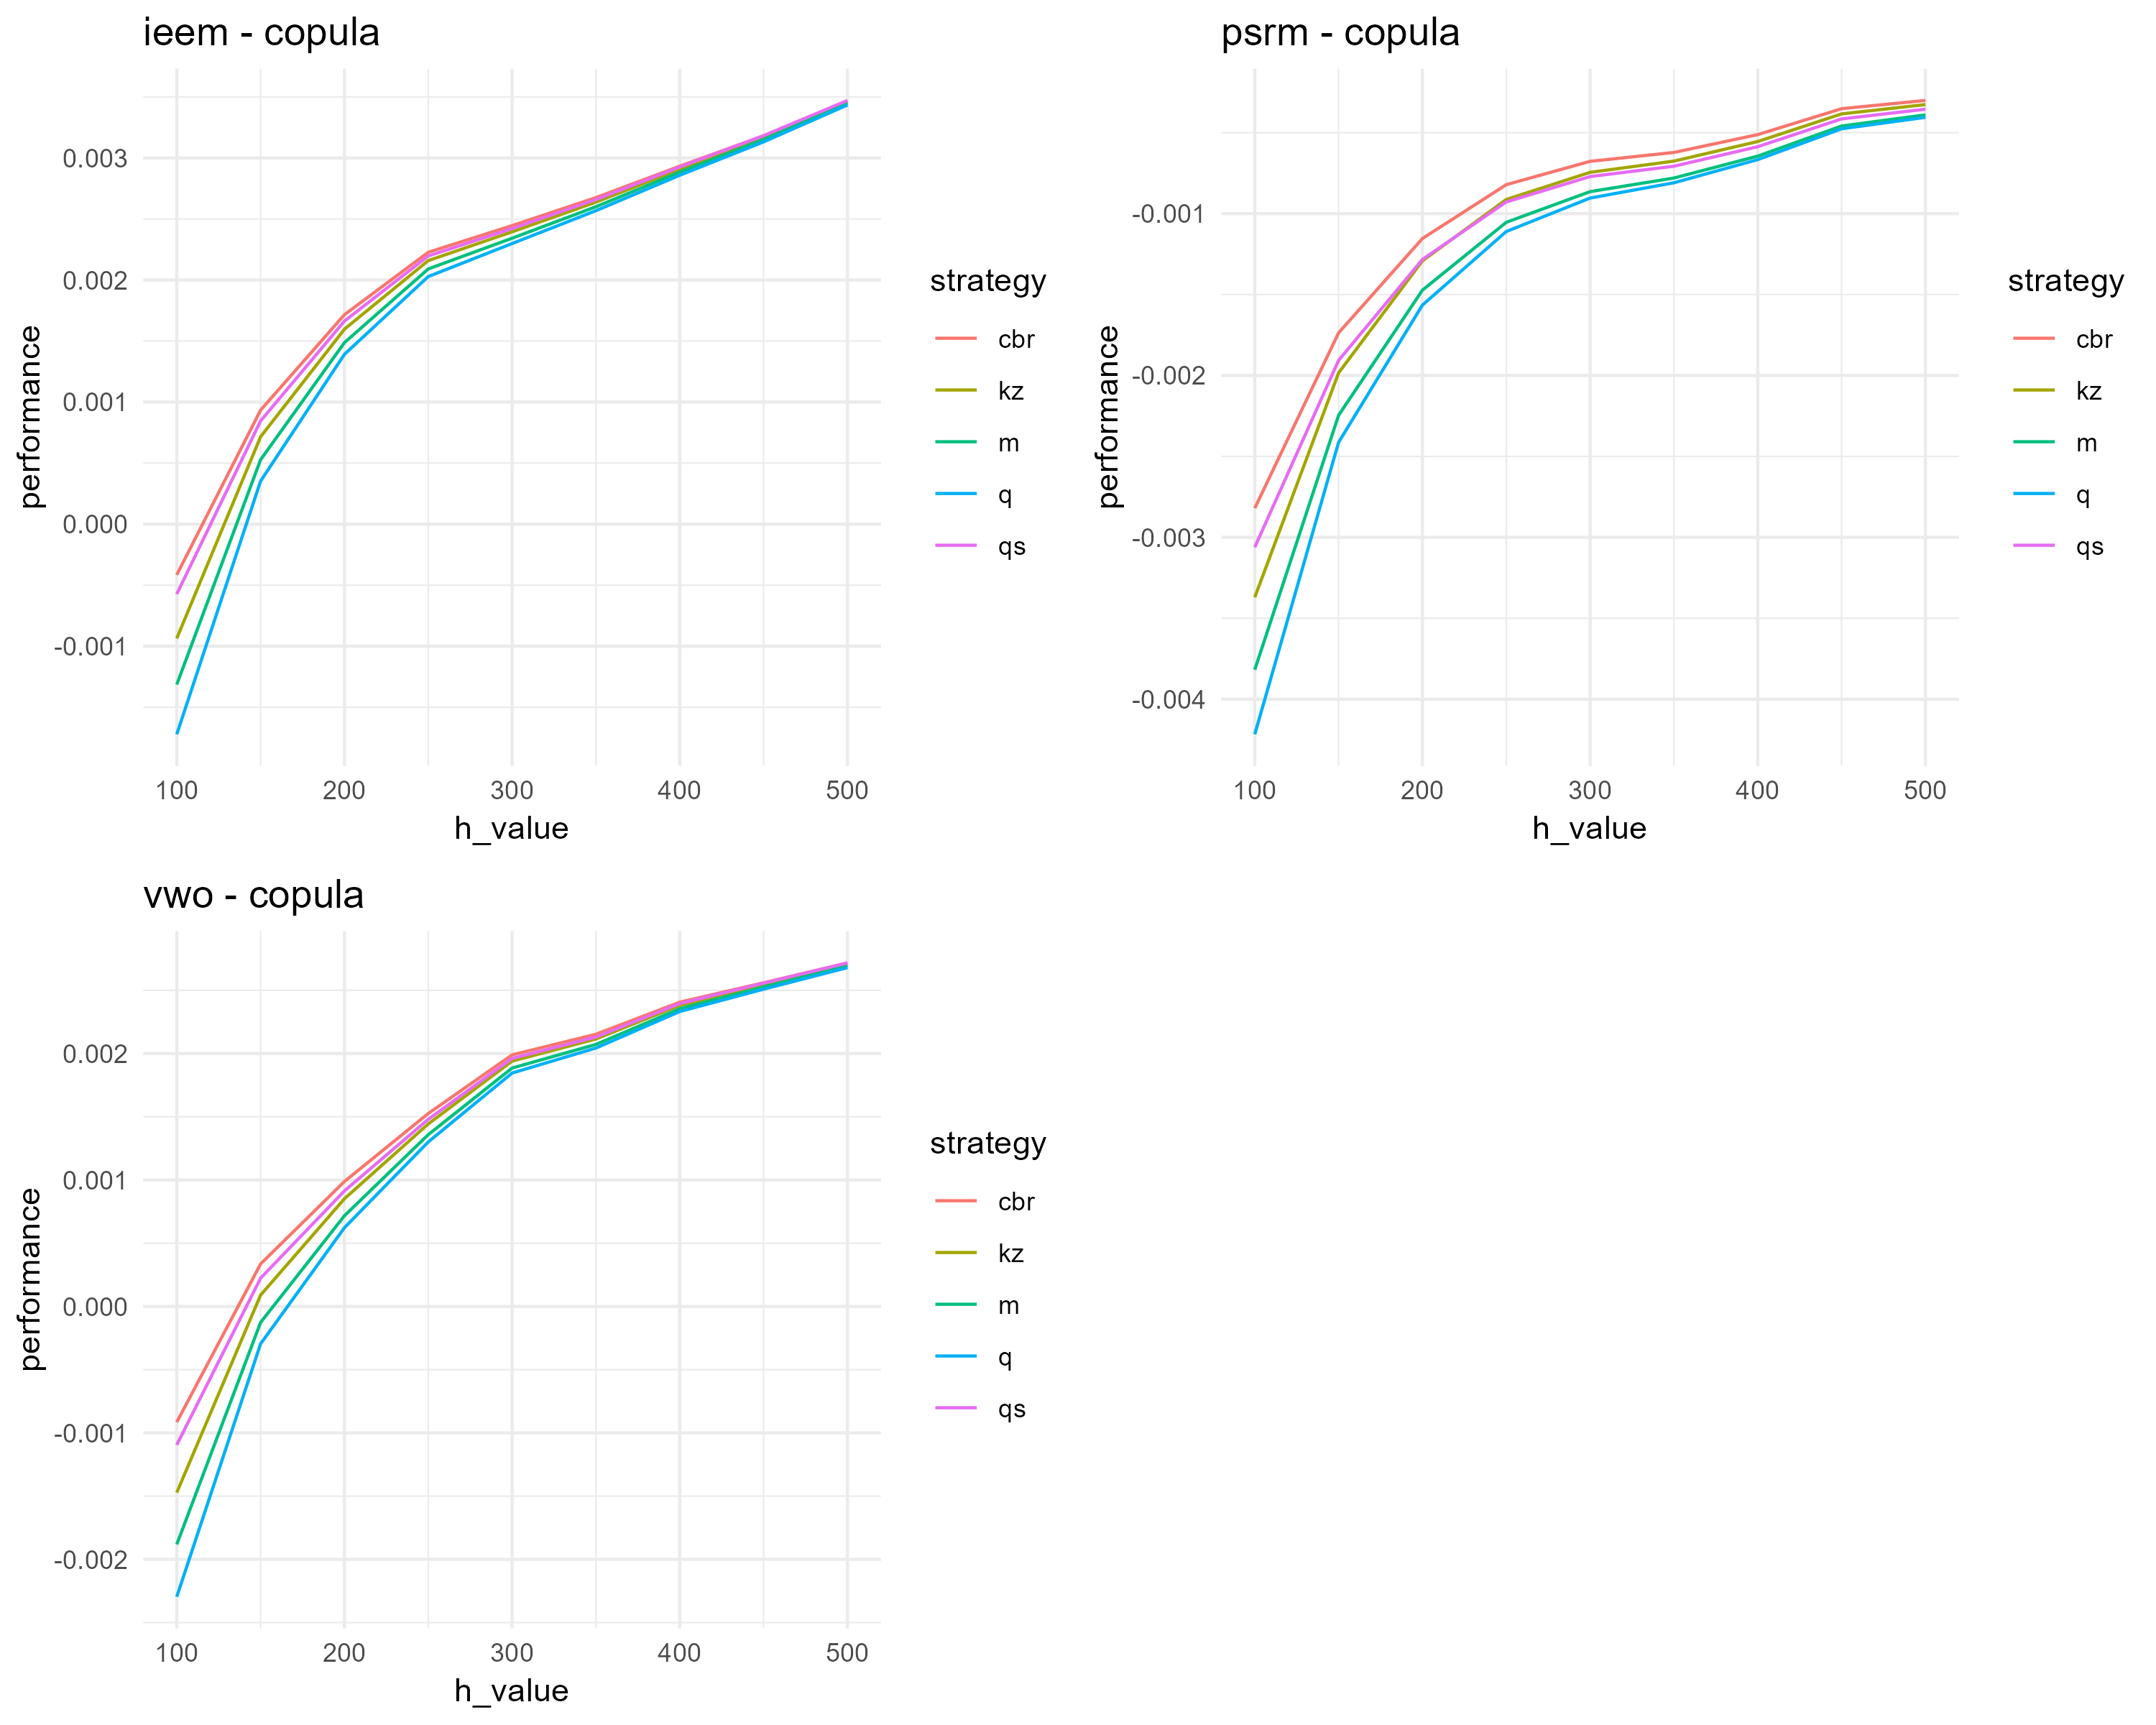 ieem - copula
performance
0.003
0.002
0.001
0.000
-0.001
100 200 300 400 500
h_value
strategy
cbr
kz
m
q
qs
psrm - copula
performance
-0.001
-0.002
-0.003
-0.004
100 200 300 400 500
h_value
strategy
cbr
kz
m
q
qs
vwo - copula
performance
0.002
0.001
0.000
-0.001
-0.002
100 200 300 400 500
h_value
strategy
cbr
kz
m
q
qs